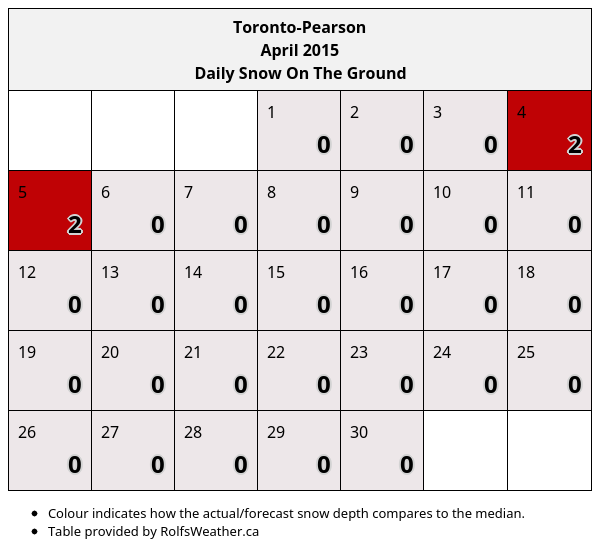 Toronto-Pearson
April 2015
Daily Snow On The Ground
1 2 3 4
0 0 0 2
5 6 7 8 9 10 11
2 0 0 0 0 0 0
12 13 14 15 16 17 18
0 0 0 0 0 0 0
19 20 21 22 23 24 25
0 0 0 0 0 0 0
26 27 28 29 30
0 0 0 0 0
• Colour indicates how the actual/forecast snow depth compares to the median.
• Table provided by RolfsWeather.ca